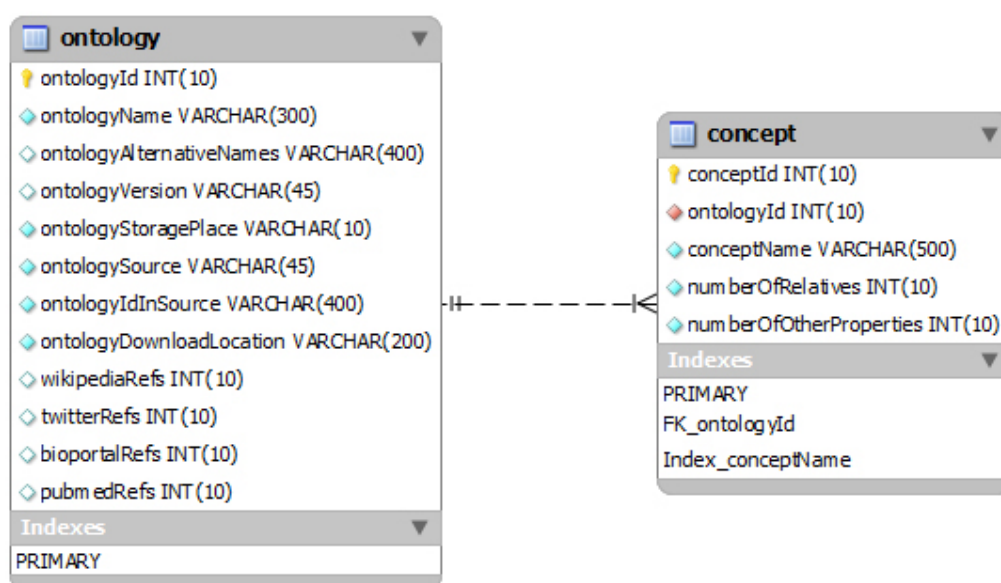 ontology
ontologyId INT(10)
ontologyName VARCHAR(300)
ontologyAlternativeNames VARCHAR(400)
ontologyVersion VARCHAR(45)
ontologyStoragePlace VARCHAR(10)
ontologySource VARCHAR(45)
ontologyIdInSource VARCHAR(400)
ontologyDownloadLocation VARCHAR(200)
wikipediaRefs INT(10)
twitterRefs INT(10)
bioportalRefs INT(10)
pubmedRefs INT(10)
Indexes
PRIMARY
concept
conceptId INT(10)
ontologyId INT(10)
conceptName VARCHAR(500)
numberOfRelatives INT(10)
numberOfOtherProperties INT(10)
Indexes
PRIMARY
FK_ontologyId
Index_conceptName